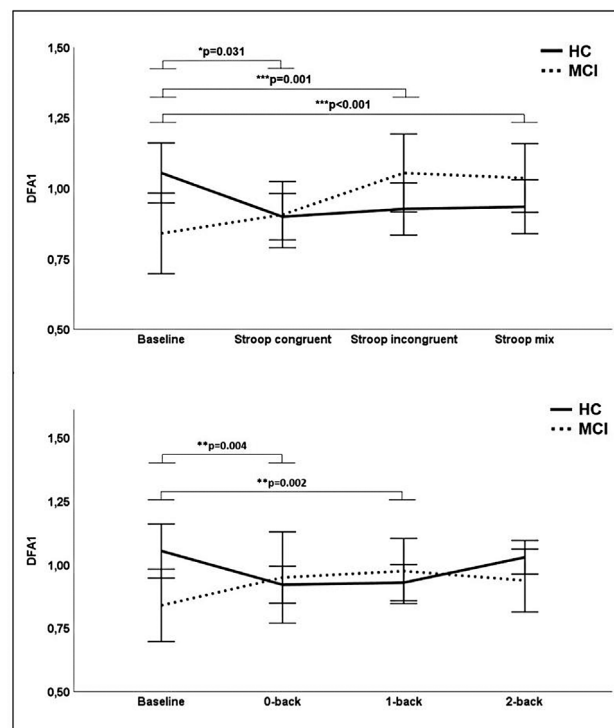 1,50
1,25
1,00
0,75
0,50
DFA1
*p=0.031
***p=0.001
***p<0.001
HC
MCI
Baseline Stroop congruent Stroop incongruent Stroop mix
1,50
1,25
1,00
0,75
0,50
DFA1
**p=0.004
**p=0.002
HC
MCI
Baseline 0-back 1-back 2-back